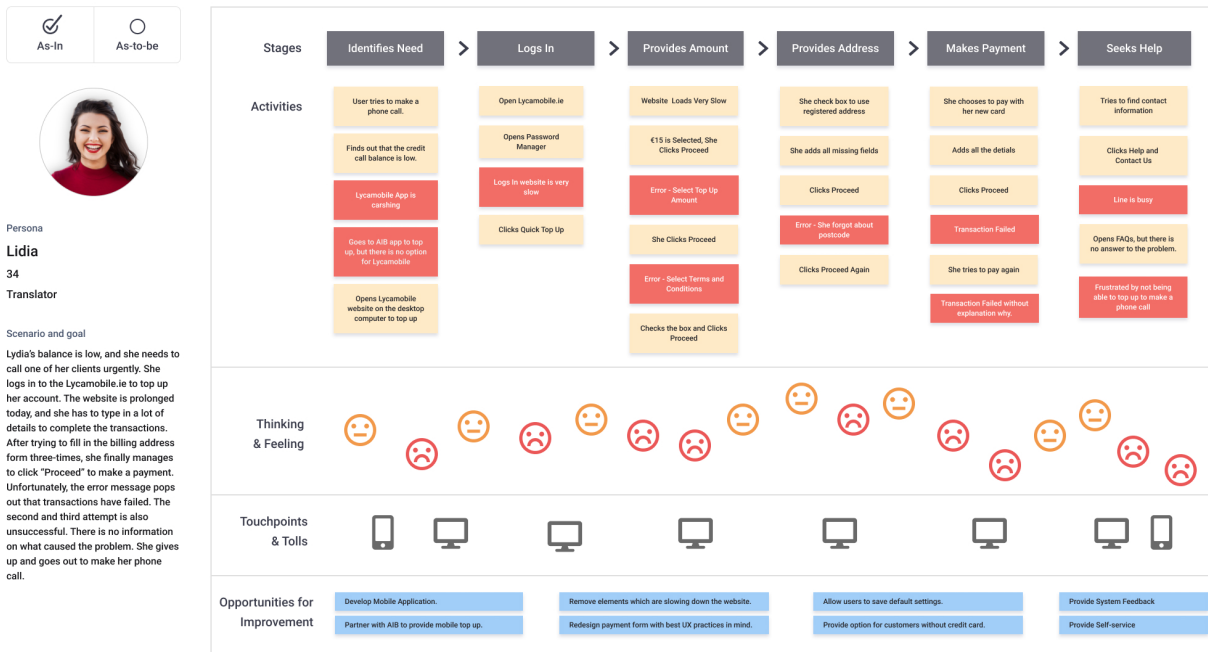 As-In
As-to-be
Persona
Lidia
34
Translator
Scenario and goal
Lydia's balance is low, and she needs to
call one of her clients urgently. She
logs in to the Lycamobile.ie to top up
her account. The website is prolonged
today, and she has to type in a lot of
details to complete the transactions.
After trying to fill in the billing address
form three-times, she finally manages
to click “Proceed” to make a payment.
Unfortunately, the error message pops
out that transactions have failed. The
second and third attempt is also
unsuccessful. There is no information
on what caused the problem. She gives
up and goes out to make her phone
call.
Stages
Identifies Need
Logs In
Provides Amount
Provides Address
Makes Payment
Seeks Help
Activities
User tries to make a
phone call.
Finds out that the credit
call balance is low.
Lycamobile App is
carshing
Goes to AIB app to top
up, but there is no option
for Lycamobile
Opens Lycamobile
website on the desktop
computer to top up
Open Lycamobile.ie
Opens Password
Manager
Logs In website is very
slow
Clicks Quick Top Up
Website Loads Very Slow
€15 is Selected, She
Clicks Proceed
Error - Select Top Up
Amount
She Clicks Proceed
Error - Select Terms and
Conditions
Checks the box and Clicks
Proceed
She check box to use
registered address
She adds all missing fields
Clicks Proceed
Error - She forgot about
postcode
Clicks Proceed Again
She chooses to pay with
her new card
Adds all the detials
Clicks Proceed
Transaction Failed
She tries to pay again
Transaction Failed without
explanation why.
Tries to find contact
information
Clicks Help and
Contact Us
Line is busy
Opens FAQs, but there is
no answer to the problem.
Frustrated by not being
able to top up to make a
phone call
Thinking
& Feeling
Touchpoints
& Tolls
Opportunities for
Improvement
Develop Mobile Application.
Partner with AIB to provide mobile top up.
Remove elements which are slowing down the website.
Redesign payment form with best UX practices in mind.
Allow users to save default settings.
Provide option for customers without credit card.
Provide System Feedback
Provide Self-service